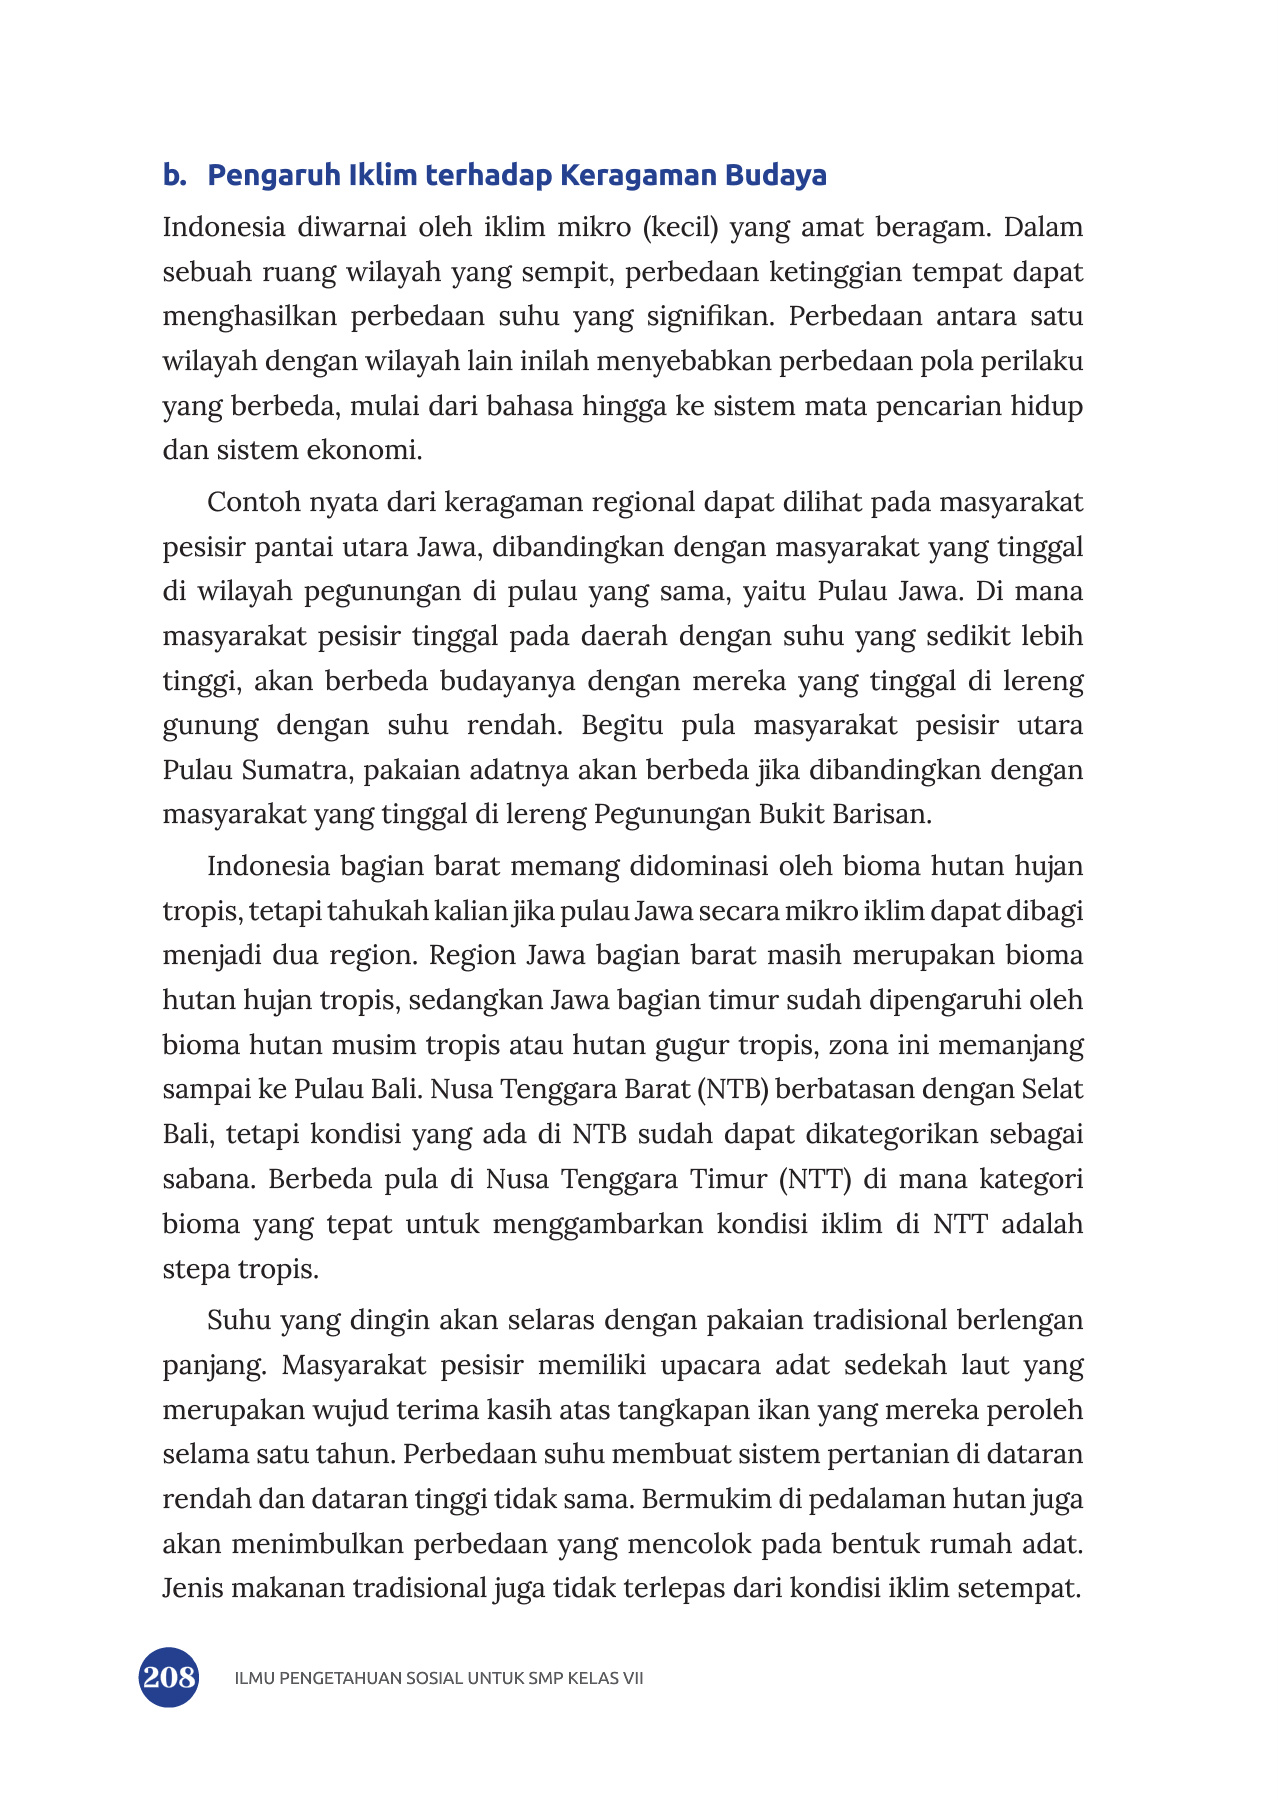 b. Pengaruh Iklim terhadap Keragaman Budaya
Indonesia diwarnai oleh iklim mikro (kecil) yang amat beragam. Dalam
sebuah ruang wilayah yang sempit, perbedaan ketinggian tempat dapat
menghasilkan perbedaan suhu yang signifikan. Perbedaan antara satu
wilayah dengan wilayah lain inilah menyebabkan perbedaan pola perilaku
yang berbeda, mulai dari bahasa hingga ke sistem mata pencarian hidup
dan sistem ekonomi.
Contoh nyata dari keragaman regional dapat dilihat pada masyarakat
pesisir pantai utara Jawa, dibandingkan dengan masyarakat yang tinggal
di wilayah pegunungan di pulau yang sama, yaitu Pulau Jawa. Di mana
masyarakat pesisir tinggal pada daerah dengan suhu yang sedikit lebih
tinggi, akan berbeda budayanya dengan mereka yang tinggal di lereng
gunung dengan suhu rendah. Begitu pula masyarakat pesisir utara
Pulau Sumatra, pakaian adatnya akan berbeda jika dibandingkan dengan
masyarakat yang tinggal di lereng Pegunungan Bukit Barisan.
Indonesia bagian barat memang didominasi oleh bioma hutan hujan
tropis, tetapi tahukah kalian jika pulau Jawa secara mikro iklim dapat dibagi
menjadi dua region. Region Jawa bagian barat masih merupakan bioma
hutan hujan tropis, sedangkan Jawa bagian timur sudah dipengaruhi oleh
bioma hutan musim tropis atau hutan gugur tropis, zona ini memanjang
sampai ke Pulau Bali. Nusa Tenggara Barat (NTB) berbatasan dengan Selat
Bali, tetapi kondisi yang ada di NTB sudah dapat dikategorikan sebagai
sabana. Berbeda pula di Nusa Tenggara Timur (NTT) di mana kategori
bioma yang tepat untuk menggambarkan kondisi iklim di NTT adalah
stepa tropis.
Suhu yang dingin akan selaras dengan pakaian tradisional berlengan
panjang. Masyarakat pesisir memiliki upacara adat sedekah laut yang
merupakan wujud terima kasih atas tangkapan ikan yang mereka peroleh
selama satu tahun. Perbedaan suhu membuat sistem pertanian di dataran
rendah dan dataran tinggi tidak sama. Bermukim di pedalaman hutan juga
akan menimbulkan perbedaan yang mencolok pada bentuk rumah adat.
Jenis makanan tradisional juga tidak terlepas dari kondisi iklim setempat.
208 ILMU PENGETAHUAN SOSIAL UNTUK SMP KELAS VII